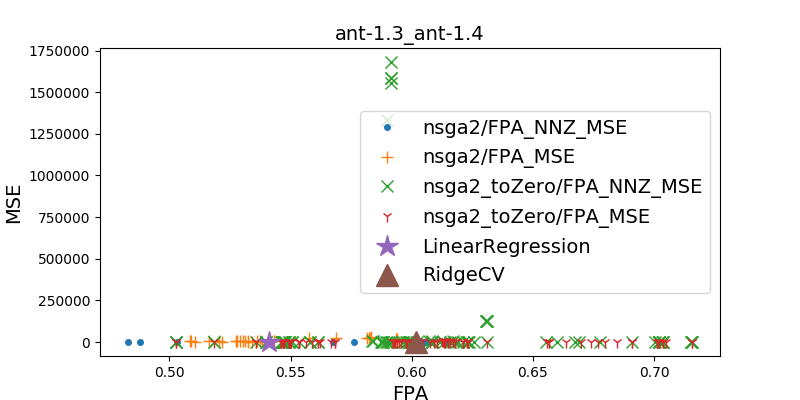 ant-1.3_ant-1.4
1750000
1500000
1250000
1000000
750000
500000
250000
0
MSE
nsga2/FPA_NNZ_MSE
nsga2/FPA_MSE
nsga2_toZero/FPA_NNZ_MSE
nsga2_toZero/FPA_MSE
LinearRegression
RidgeCV
0.50 0.55 0.60 0.65 0.70
FPA